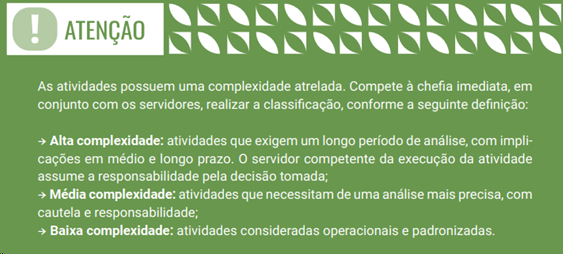 ! ATENÇÃO
As atividades possuem uma complexidade atrelada. Compete à chefia imediata, em
conjunto com os servidores, realizar a classificação, conforme a seguinte definição:
→ Alta complexidade: atividades que exigem um longo período de análise, com impli-
cações em médio e longo prazo. O servidor competente da execução da atividade
assume a responsabilidade pela decisão tomada;
→ Média complexidade: atividades que necessitam de uma análise mais precisa, com
cautela e responsabilidade;
→ Baixa complexidade: atividades consideradas operacionais e padronizadas.